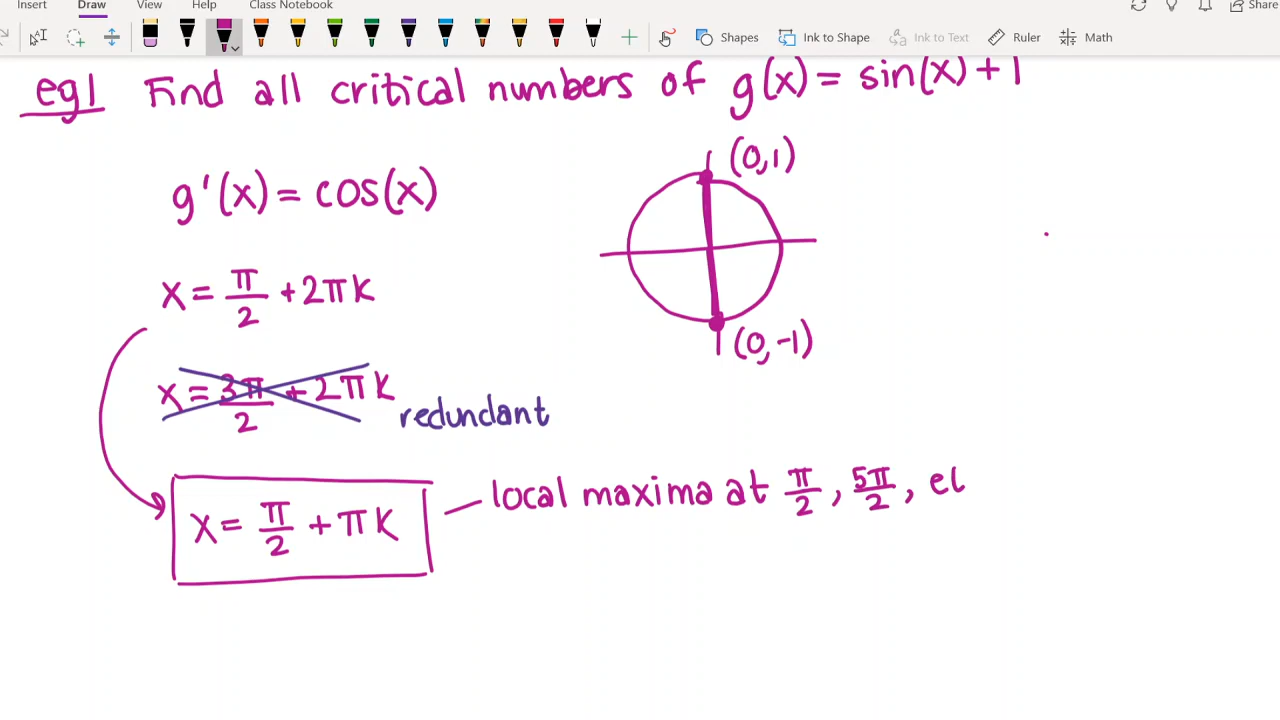 Insert Draw View Help Class Notebook Share
Shapes Ink to Shape Ink to Text Ruler Math
eg1 Find all critical numbers of g(x) = sin(x) + 1
(0,1)
g'(x) = cos(x)
x = π/2 + 2πk
(0,-1)
x = 3π/2 + 2πk
redundant
local maxima at π/2, 5π/2, et
x = π/2 + πk